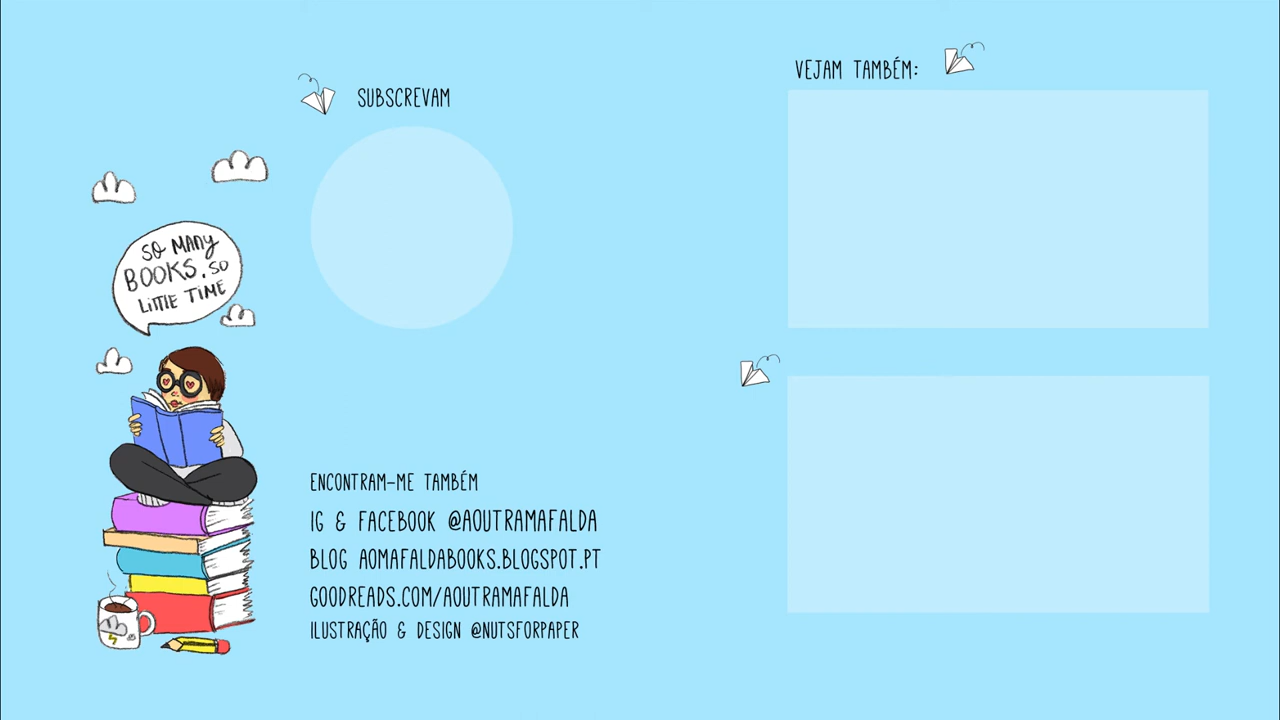 VEJAM TAMBÉM:
SUBSCREVAM
SO MANY
BOOKS, SO
LITTLE TIME
ENCONTRAM-ME TAMBÉM
IG & FACEBOOK @AOUTRAMAFALDA
BLOG AOMAFALDABOOKS.BLOGSPOT.PT
GOODREADS.COM/AOUTRAMAFALDA
ILUSTRAÇÃO & DESIGN @NUTSFORPAPER